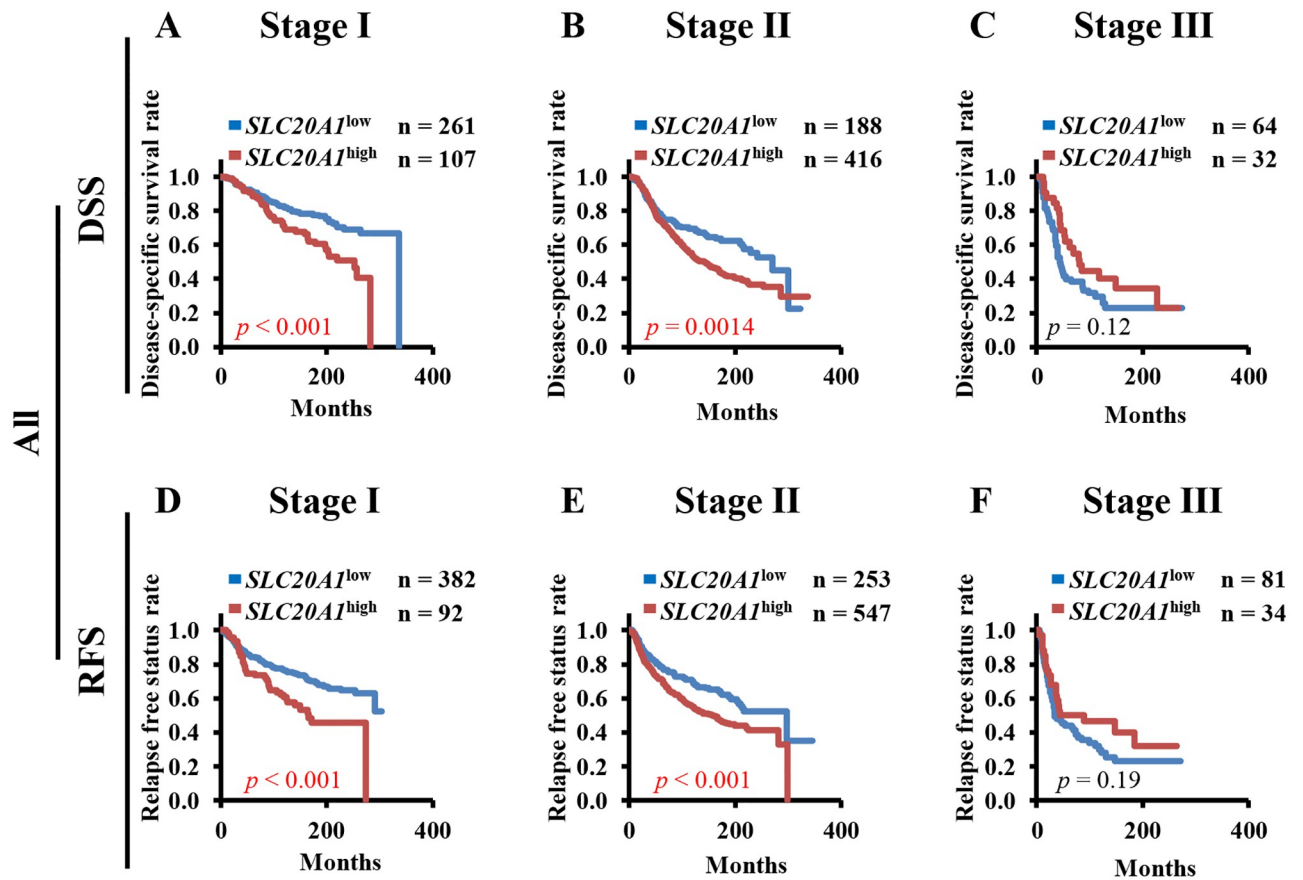 A Stage I
B Stage II
C Stage III
All
DSS
Disease-specific survival rate
SLC20A1low n = 261
SLC20A1high n = 107
1.0
0.8
0.6
0.4
0.2
0.0
p < 0.001
0 200 400
Months
Disease-specific survival rate
SLC20A1low n = 188
SLC20A1high n = 416
1.0
0.8
0.6
0.4
0.2
0.0
p = 0.0014
0 200 400
Months
Disease-specific survival rate
SLC20A1low n = 64
SLC20A1high n = 32
1.0
0.8
0.6
0.4
0.2
0.0
p = 0.12
0 200 400
Months
D Stage I
E Stage II
F Stage III
RFS
Relapse free status rate
SLC20A1low n = 382
SLC20A1high n = 92
1.0
0.8
0.6
0.4
0.2
0.0
p < 0.001
0 200 400
Months
Relapse free status rate
SLC20A1low n = 253
SLC20A1high n = 547
1.0
0.8
0.6
0.4
0.2
0.0
p < 0.001
0 200 400
Months
Relapse free status rate
SLC20A1low n = 81
SLC20A1high n = 34
1.0
0.8
0.6
0.4
0.2
0.0
p = 0.19
0 200 400
Months